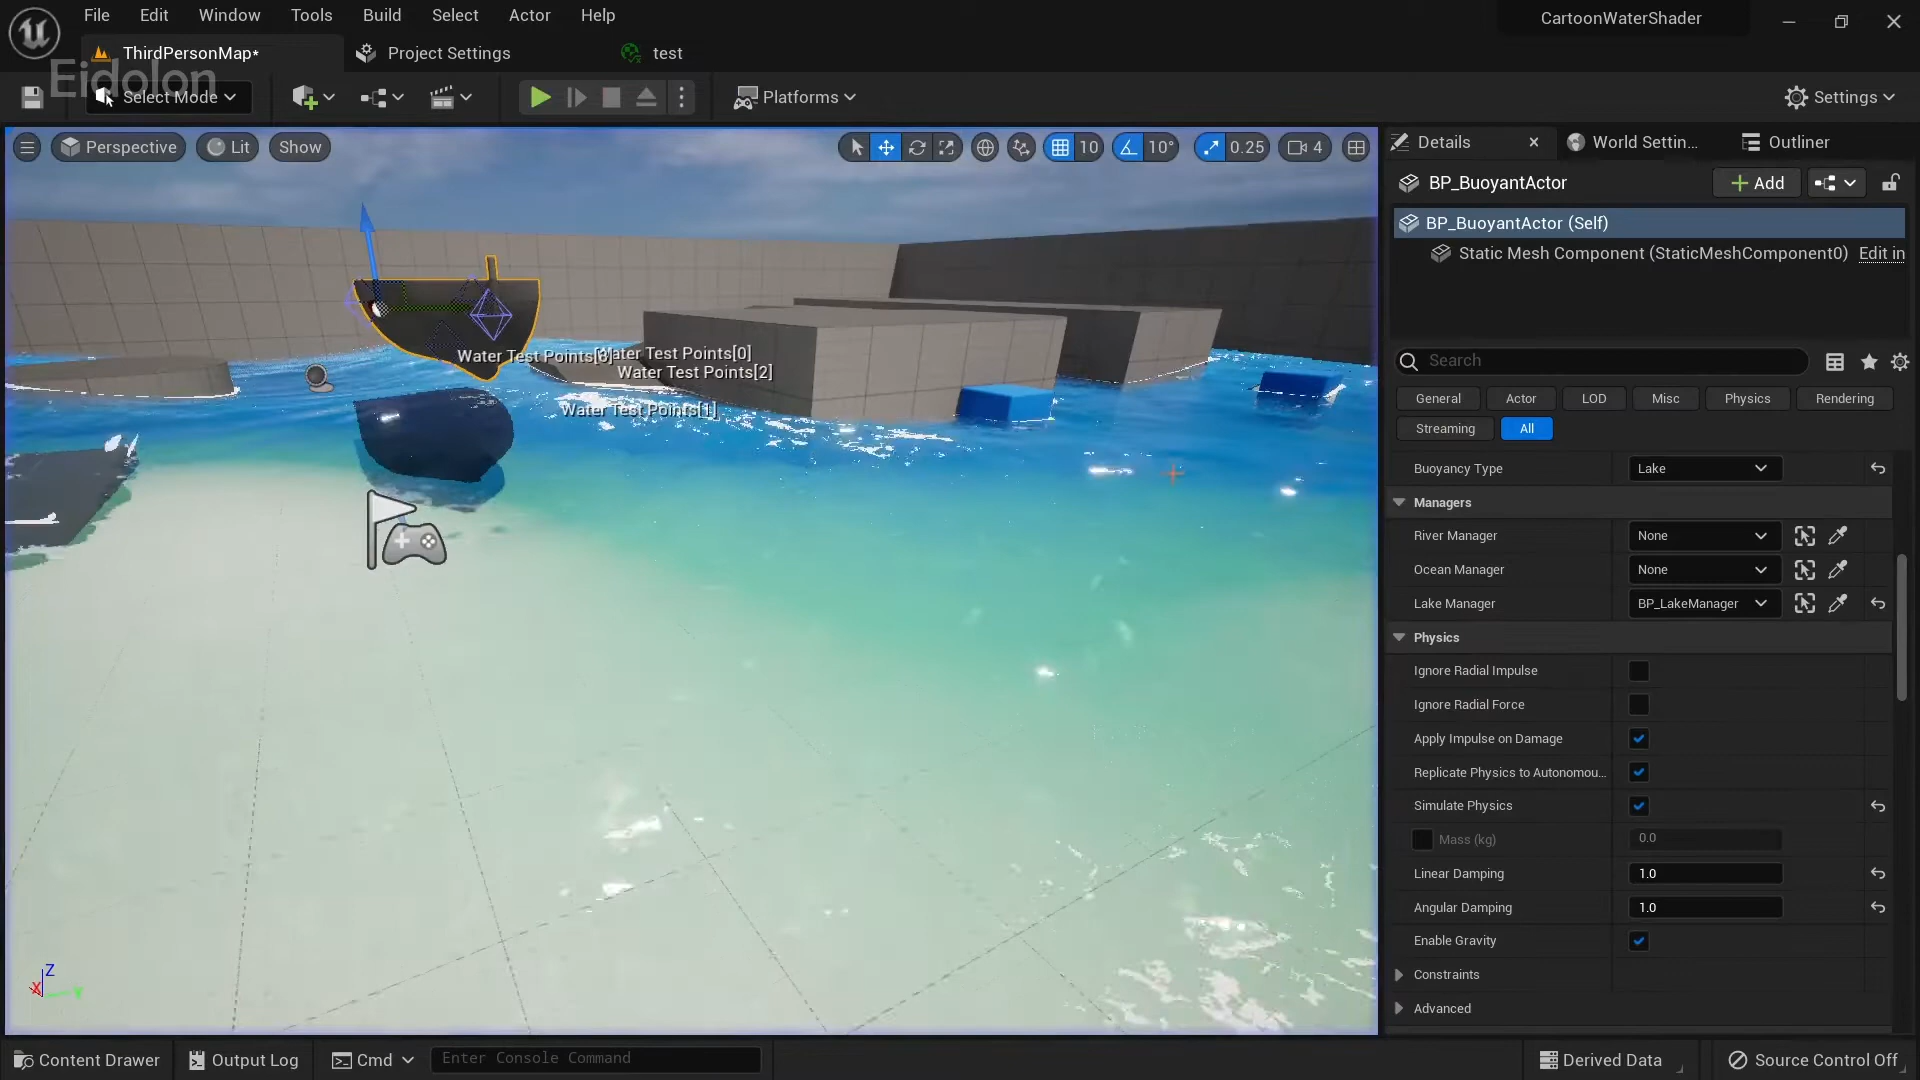 File Edit Window Tools Build Select Actor Help
CartoonWaterShader
ThirdPersonMap*
Project Settings
test
Eidolon
Select Mode
Platforms
Settings
Perspective
Lit
Show
10
10°
0.25
4
Details
World Settin...
Outliner
BP_BuoyantActor
Add
BP_BuoyantActor (Self)
Static Mesh Component (StaticMeshComponent0) Edit in
Search
General Actor LOD Misc Physics Rendering
Streaming All
Buoyancy Type Lake
Managers
River Manager None
Ocean Manager None
Lake Manager BP_LakeManager
Physics
Ignore Radial Impulse
Ignore Radial Force
Apply Impulse on Damage
Replicate Physics to Autonomou...
Simulate Physics
Mass (kg) 0.0
Linear Damping 1.0
Angular Damping 1.0
Enable Gravity
Constraints
Advanced
Water Test Points[0]
Water Test Points[2]
Water Test Points[1]
Z
X
Y
Content Drawer
Output Log
Cmd
Enter Console Command
Derived Data
Source Control Off